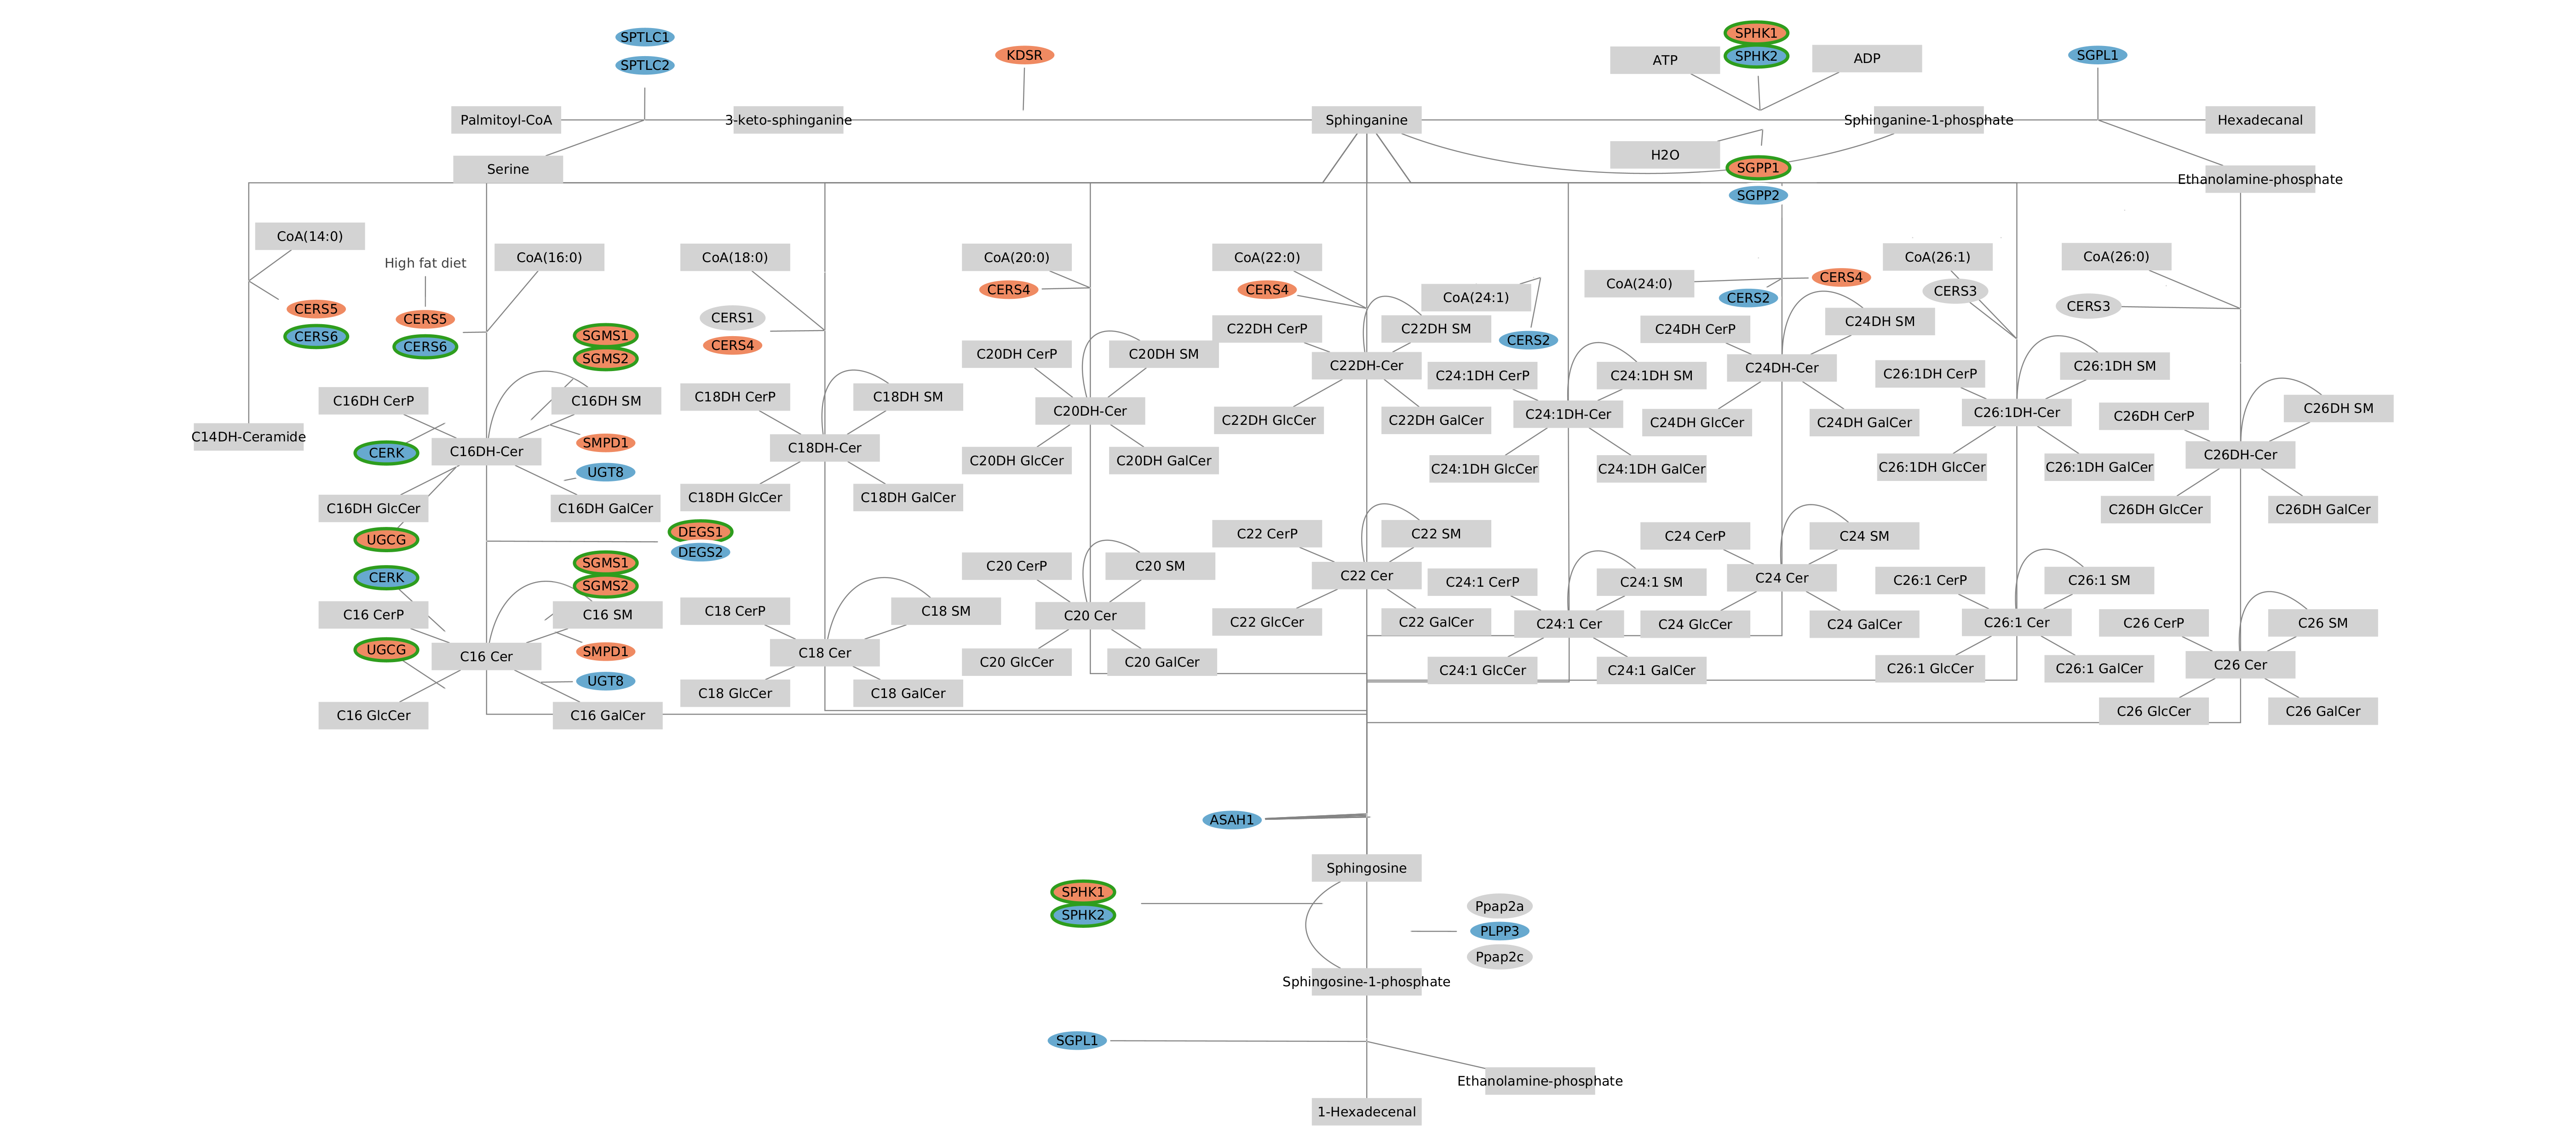 SPTLC1
SPTLC2
KDSR
ATP
SPHK1
SPHK2
ADP
SGPL1
Palmitoyl-CoA
3-keto-sphinganine
Sphinganine
Sphinganine-1-phosphate
Hexadecanal
Serine
H2O
SGPP1
SGPP2
Ethanolamine-phosphate
CoA(14:0)
High fat diet
CoA(16:0)
CoA(18:0)
CoA(20:0)
CoA(22:0)
CoA(24:1)
CoA(24:0)
CoA(26:1)
CoA(26:0)
CERS5
CERS6
CERS5
CERS6
SGMS1
SGMS2
CERS1
CERS4
CERS4
CERS4
CERS2
CERS2
CERS4
CERS3
CERS3
C14DH-Ceramide
C16DH CerP
C16DH SM
CERK
C16DH-Cer
SMPD1
UGT8
C16DH GlcCer
C16DH GalCer
UGCG
DEGS1
DEGS2
C18DH CerP
C18DH SM
C18DH-Cer
C18DH GlcCer
C18DH GalCer
C20DH CerP
C20DH SM
C20DH-Cer
C20DH GlcCer
C20DH GalCer
C22DH CerP
C22DH SM
C22DH-Cer
C22DH GlcCer
C22DH GalCer
C24:1DH CerP
C24:1DH SM
C24:1DH-Cer
C24:1DH GlcCer
C24:1DH GalCer
C24DH CerP
C24DH SM
C24DH-Cer
C24DH GlcCer
C24DH GalCer
C26:1DH CerP
C26:1DH SM
C26:1DH-Cer
C26:1DH GlcCer
C26:1DH GalCer
C26DH CerP
C26DH SM
C26DH-Cer
C26DH GlcCer
C26DH GalCer
CERK
SGMS1
SGMS2
C16 CerP
C16 SM
UGCG
C16 Cer
SMPD1
UGT8
C16 GlcCer
C16 GalCer
C18 CerP
C18 SM
C18 Cer
C18 GlcCer
C18 GalCer
C20 CerP
C20 SM
C20 Cer
C20 GlcCer
C20 GalCer
C22 CerP
C22 SM
C22 Cer
C22 GlcCer
C22 GalCer
C24:1 CerP
C24:1 SM
C24:1 Cer
C24:1 GlcCer
C24:1 GalCer
C24 CerP
C24 SM
C24 Cer
C24 GlcCer
C24 GalCer
C26:1 CerP
C26:1 SM
C26:1 Cer
C26:1 GlcCer
C26:1 GalCer
C26 CerP
C26 SM
C26 Cer
C26 GlcCer
C26 GalCer
ASAH1
Sphingosine
SPHK1
SPHK2
Ppap2a
PLPP3
Ppap2c
Sphingosine-1-phosphate
SGPL1
Ethanolamine-phosphate
1-Hexadecenal